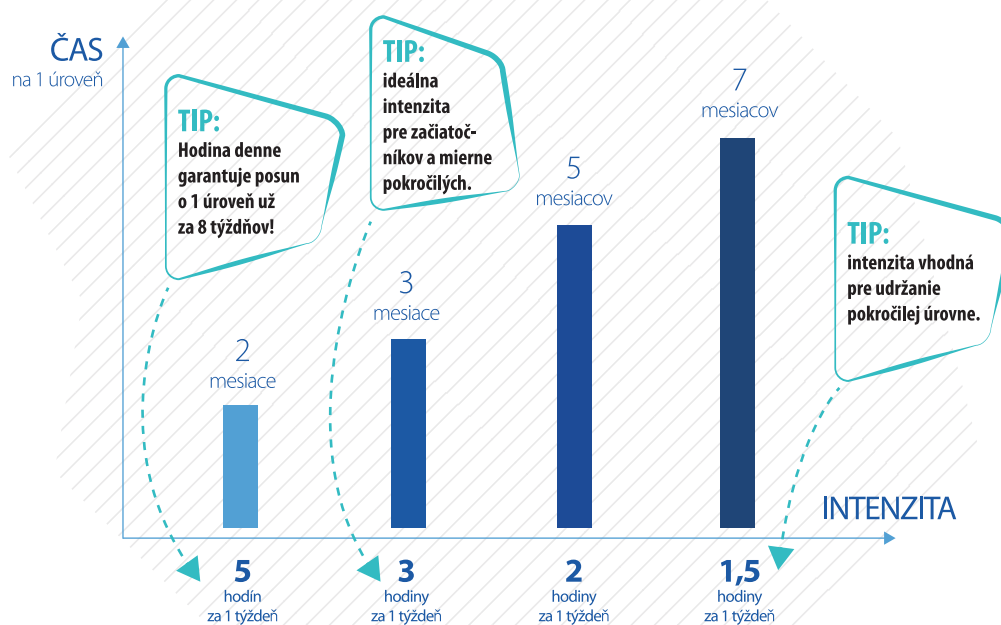 ČAS
na 1 úroveň
TIP:
Hodina denne
garantuje posun
o 1 úroveň už
za 8 týždňov!
TIP:
ideálna
intenzita
pre začiatoč-
níkov a mierne
pokročilých.
TIP:
intenzita vhodná
pre udržanie
pokročilej úrovne.
2
mesiace
3
mesiace
5
mesiacov
7
mesiacov
INTENZITA
5
hodín
za 1 týždeň
3
hodiny
za 1 týždeň
2
hodiny
za 1 týždeň
1,5
hodiny
za 1 týždeň